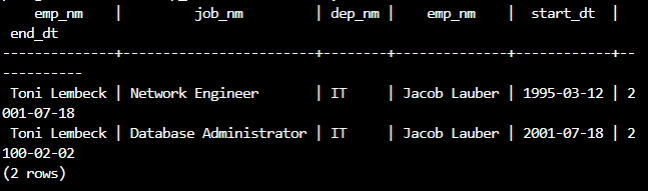 emp_nm | job_nm | dep_nm | emp_nm | start_dt |
end_dt
--------------+------------------------+--------+--------------+------------+--
-----------
Toni Lembeck | Network Engineer | IT | Jacob Lauber | 1995-03-12 | 2
001-07-18
Toni Lembeck | Database Administrator | IT | Jacob Lauber | 2001-07-18 | 2
100-02-02
(2 rows)